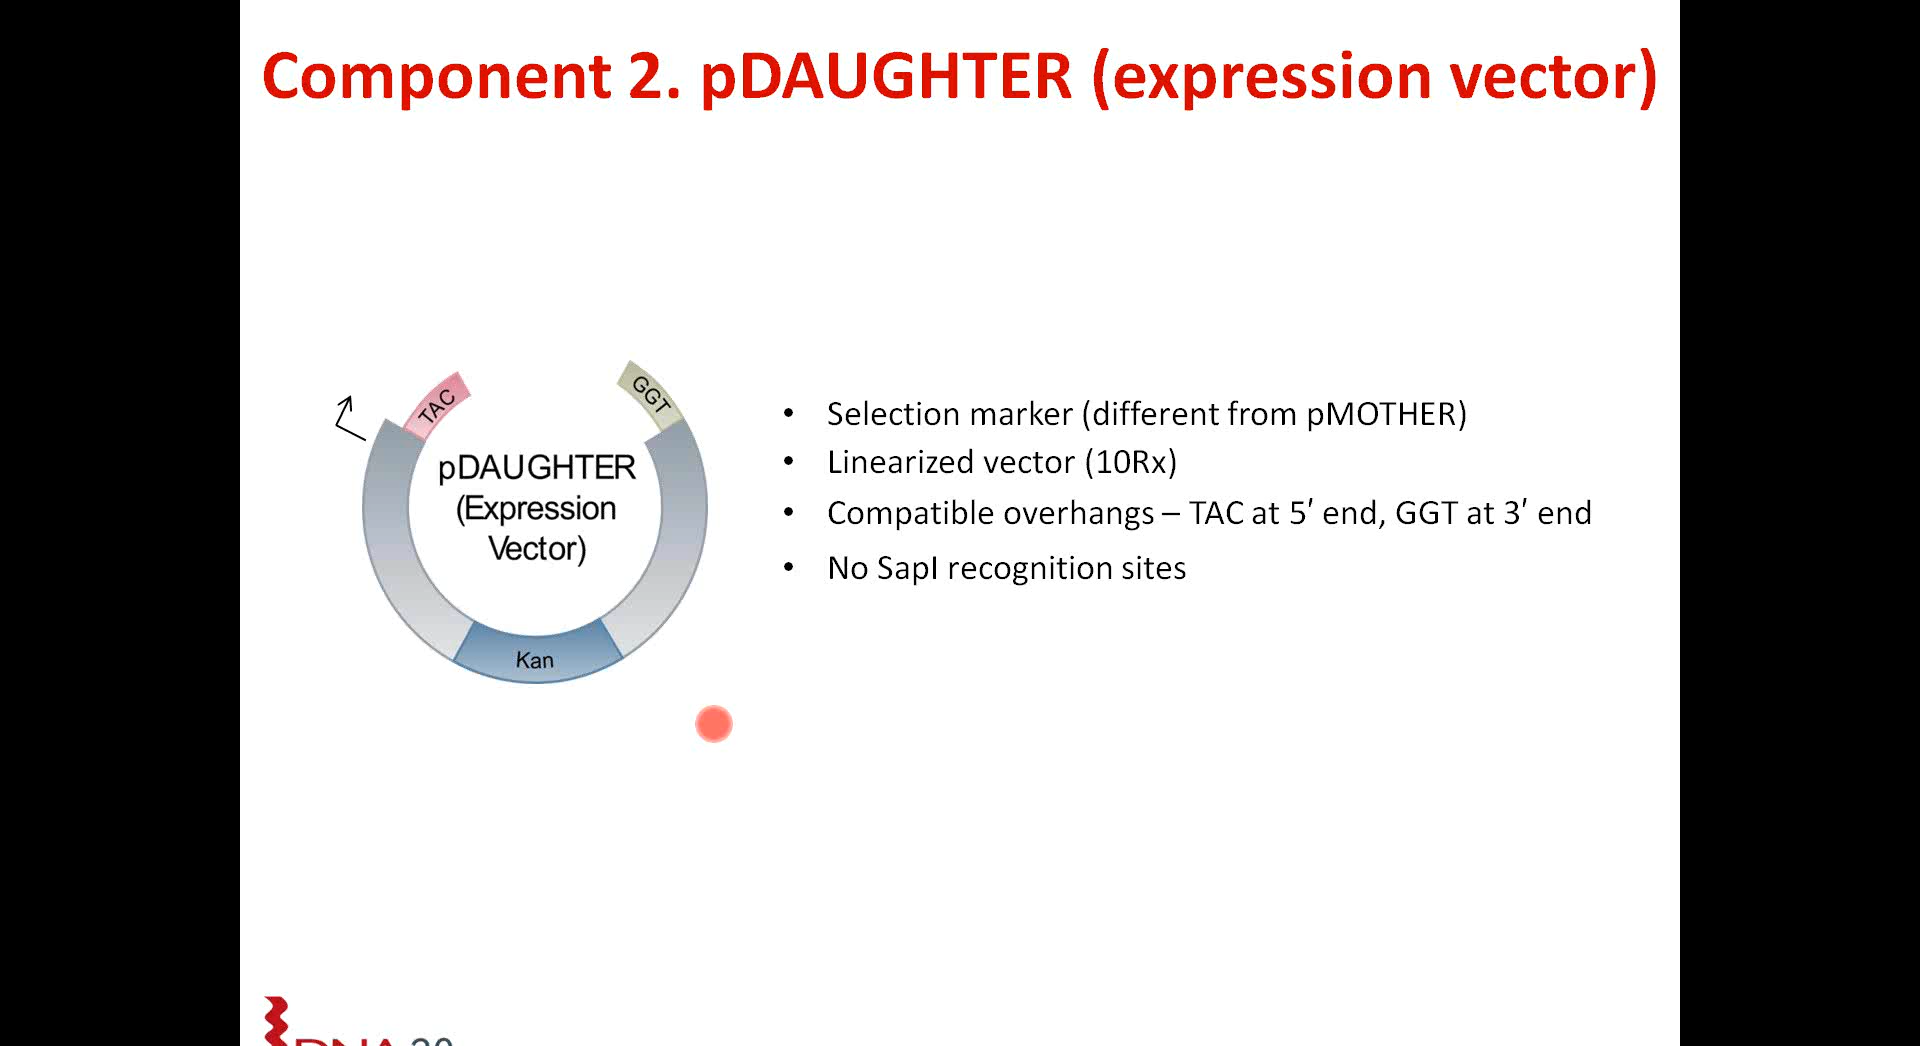 Component 2. pDAUGHTER (expression vector)
TAC
GGT
pDAUGHTER
(Expression
Vector)
Kan
• Selection marker (different from pMOTHER)
• Linearized vector (10Rx)
• Compatible overhangs – TAC at 5′ end, GGT at 3′ end
• No SapI recognition sites
DNA 20